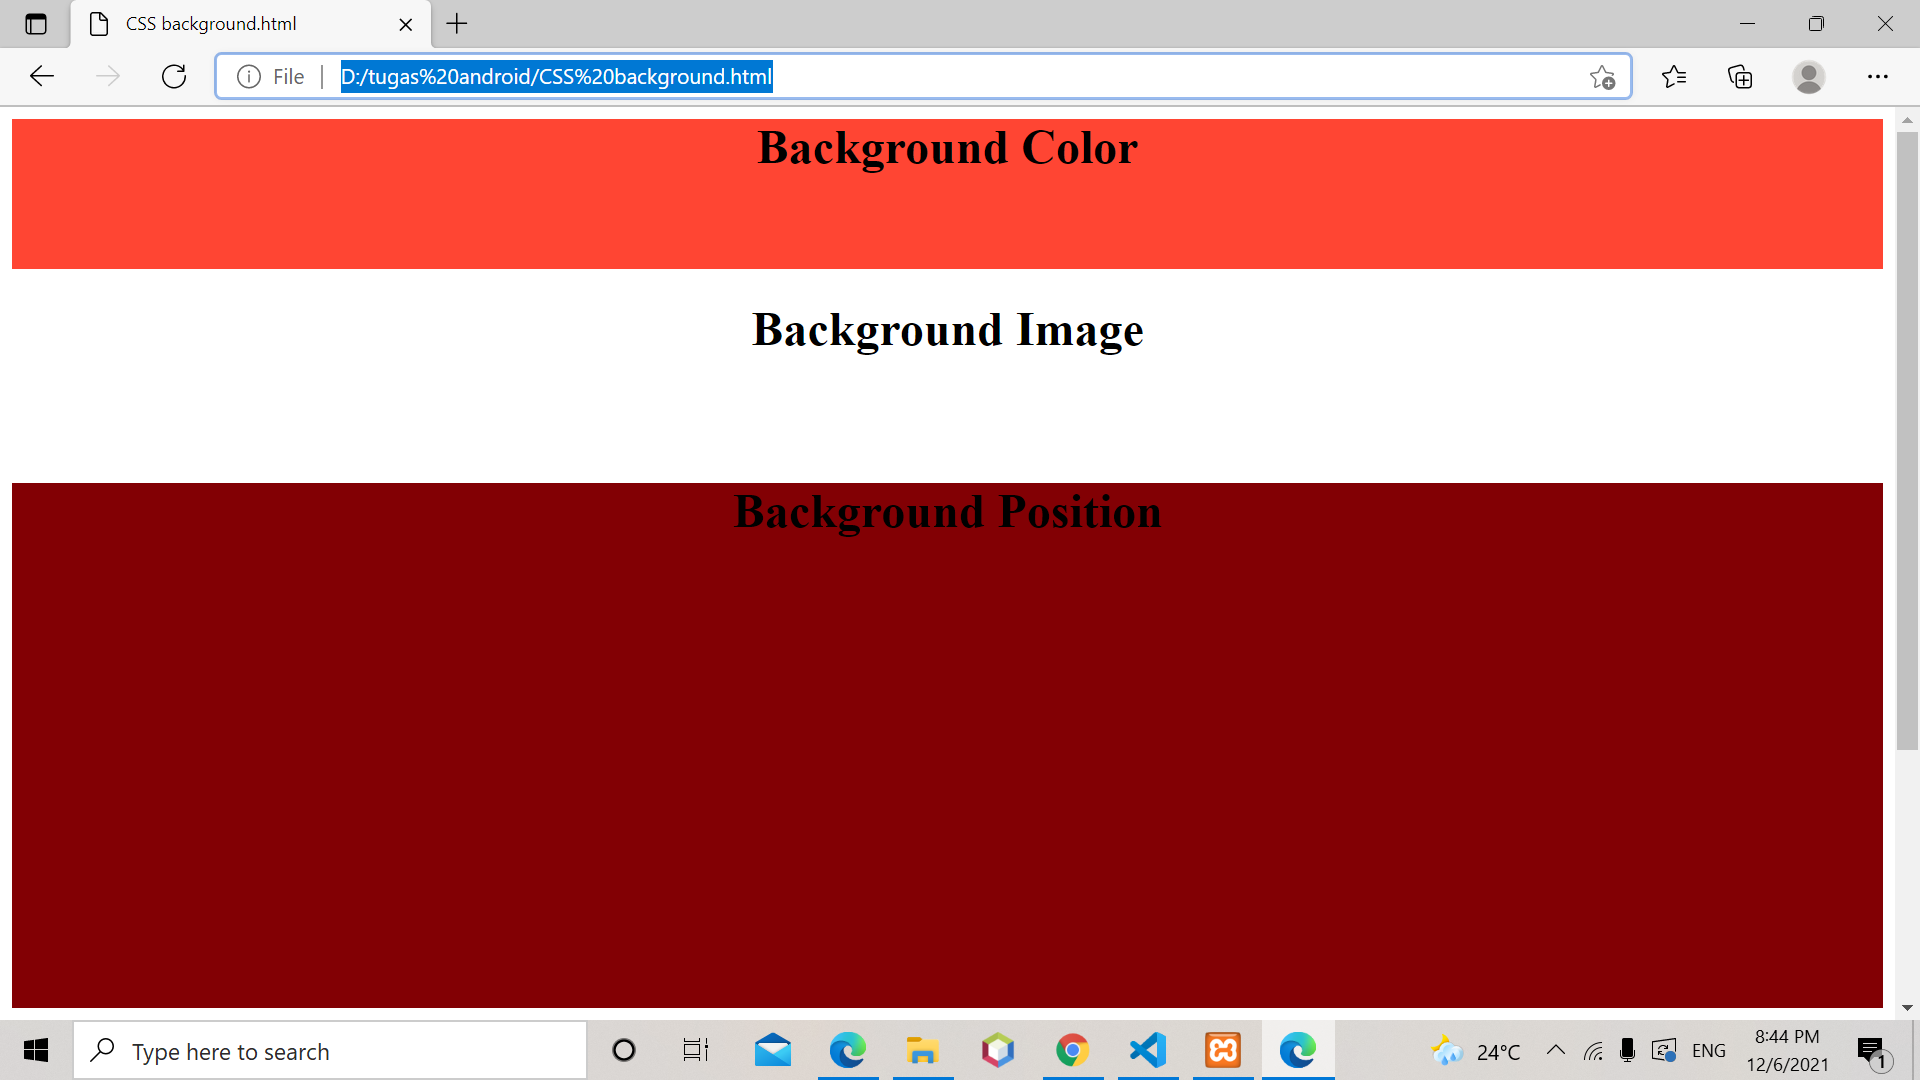 CSS background.html
File
D:/tugas%20android/CSS%20background.html
Background Color
Background Image
Background Position
Type here to search
24°C
ENG
8:44 PM
12/6/2021
1